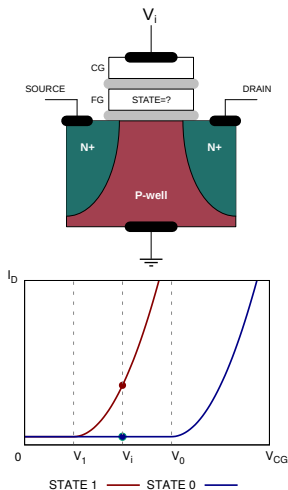 Vi
CG
SOURCE
DRAIN
FG
STATE=?
N+
N+
P-well
ID
0
V1
Vi
V0
VCG
STATE 1
STATE 0